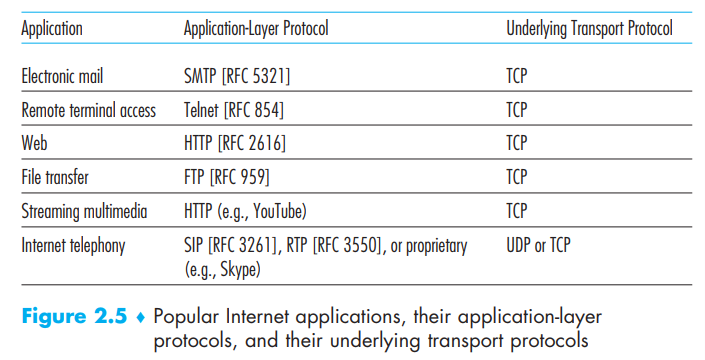 Application Application-Layer Protocol Underlying Transport Protocol
Electronic mail SMTP [RFC 5321] TCP
Remote terminal access Telnet [RFC 854] TCP
Web HTTP [RFC 2616] TCP
File transfer FTP [RFC 959] TCP
Streaming multimedia HTTP (e.g., YouTube) TCP
Internet telephony SIP [RFC 3261], RTP [RFC 3550], or proprietary UDP or TCP
(e.g., Skype)
Figure 2.5 ♦ Popular Internet applications, their application-layer
protocols, and their underlying transport protocols